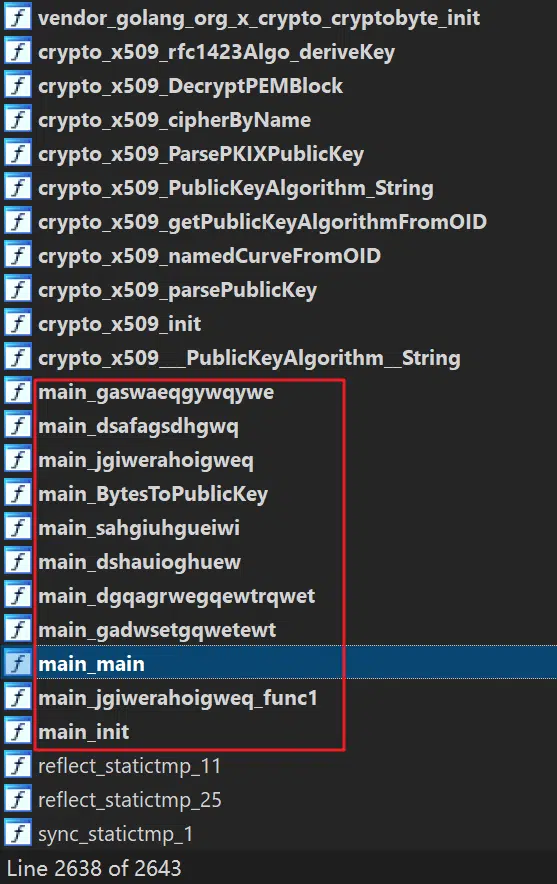 vendor_golang_org_x_crypto_cryptobyte_init
crypto_x509_rfc1423Algo_deriveKey
crypto_x509_DecryptPEMBlock
crypto_x509_cipherByName
crypto_x509_ParsePKIXPublicKey
crypto_x509_PublicKeyAlgorithm_String
crypto_x509_getPublicKeyAlgorithmFromOID
crypto_x509_namedCurveFromOID
crypto_x509_parsePublicKey
crypto_x509_init
crypto_x509___PublicKeyAlgorithm__String
main_gaswaeqgywqywe
main_dsafagsdhgwq
main_jgiwerahoigweq
main_BytesToPublicKey
main_sahgiuhgueiwi
main_dshauioghuew
main_dgqagrwegqewtrqwet
main_gadwsetgqwetewt
main_main
main_jgiwerahoigweq_func1
main_init
reflect_statictmp_11
reflect_statictmp_25
sync_statictmp_1
Line 2638 of 2643